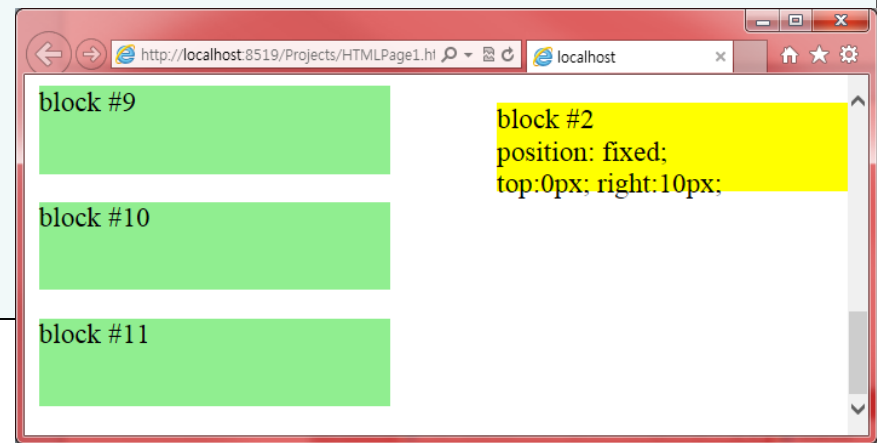 http://localhost:8519/Projects/HTMLPage1.ht
localhost
block #9
block #2
position: fixed;
top:0px; right:10px;
block #10
block #11